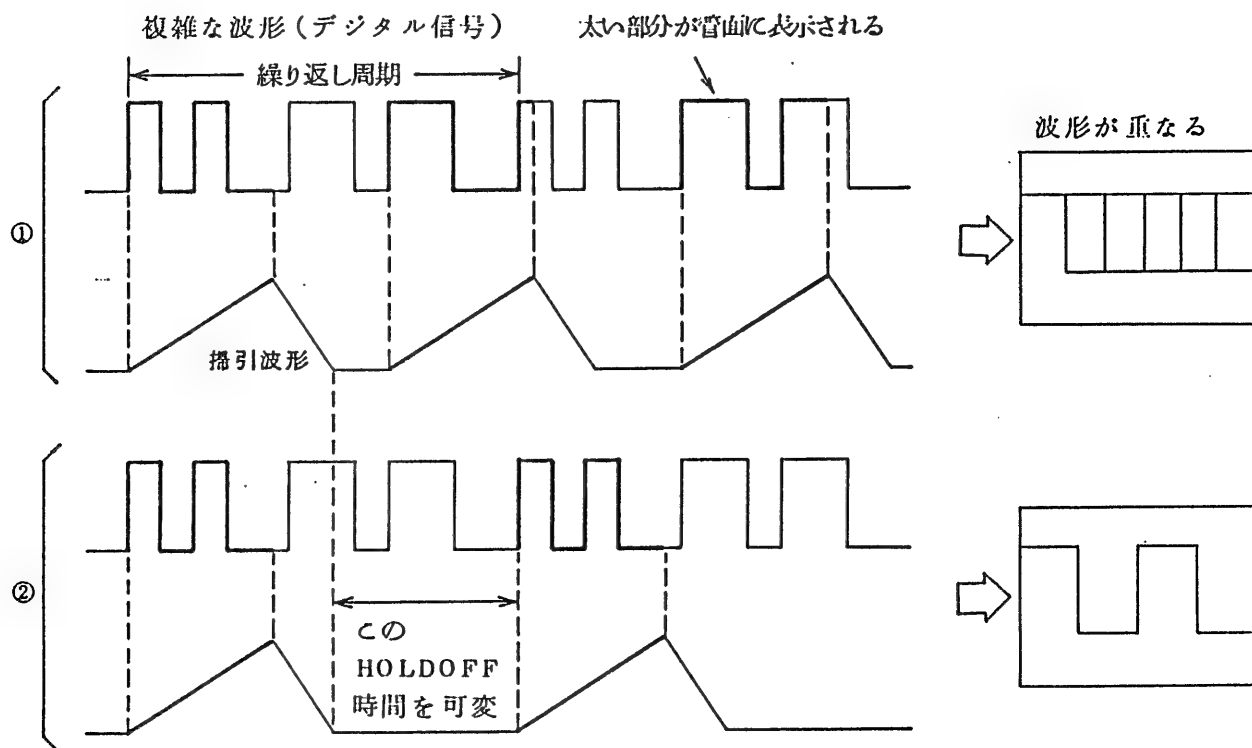 複雑な波形(デジタル信号)
太い部分が管面に表示される
繰り返し周期
波形が重なる
①
掃引波形
②
この
HOLDOFF
時間を可変